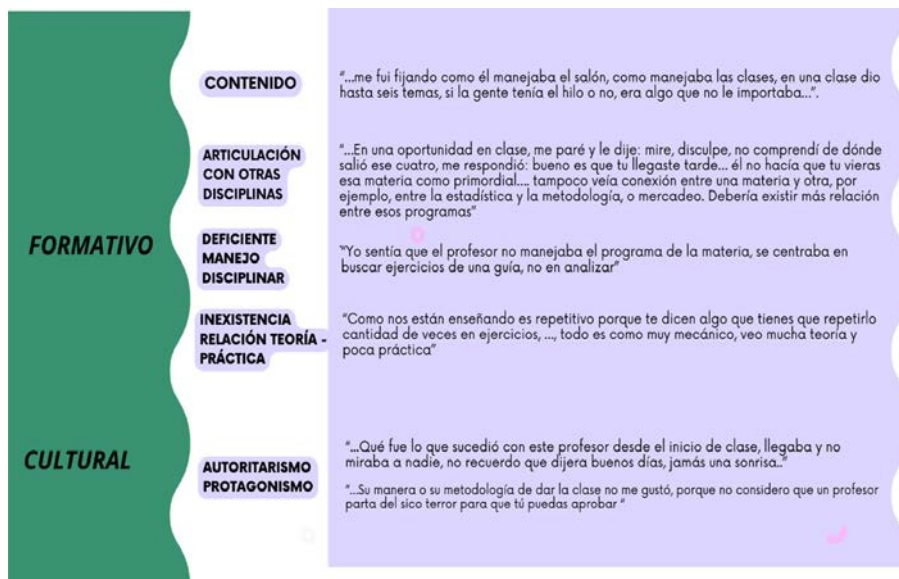 CONTENIDO
"...me fui fijando como él manejaba el salón, como manejaba las clases, en una clase dio
hasta seis temas, si la gente tenía el hilo o no, era algo que no le importaba...".
ARTICULACIÓN
CON OTRAS
DISCIPLINAS
"...En una oportunidad en clase, me paré y le dije: mire, disculpe, no comprendí de dónde
salió ese cuatro, me respondió: bueno es que tu llegaste tarde... él no hacía que tu vieras
esa materia como primordial.... tampoco veía conexión entre una materia y otra, por
ejemplo, entre la estadística y la metodología, o mercadeo. Debería existir más relación
entre esos programas"
FORMATIVO
DEFICIENTE
MANEJO
DISCIPLINAR
"Yo sentía que el profesor no manejaba el programa de la materia, se centraba en
buscar ejercicios de una guía, no en analizar"
INEXISTENCIA
RELACIÓN TEORÍA -
PRÁCTICA
"Como nos están enseñando es repetitivo porque te dicen algo que tienes que repetirlo
cantidad de veces en ejercicios, ..., todo es como muy mecánico, veo mucha teoría y
poca práctica"
CULTURAL
AUTORITARISMO
PROTAGONISMO
"...Qué fue lo que sucedió con este profesor desde el inicio de clase, llegaba y no
miraba a nadie, no recuerdo que dijera buenos días, jamás una sonrisa.."
"...Su manera o su metodología de dar la clase no me gustó, porque no considero que un profesor
parta del sico terror para que tú puedas aprobar "